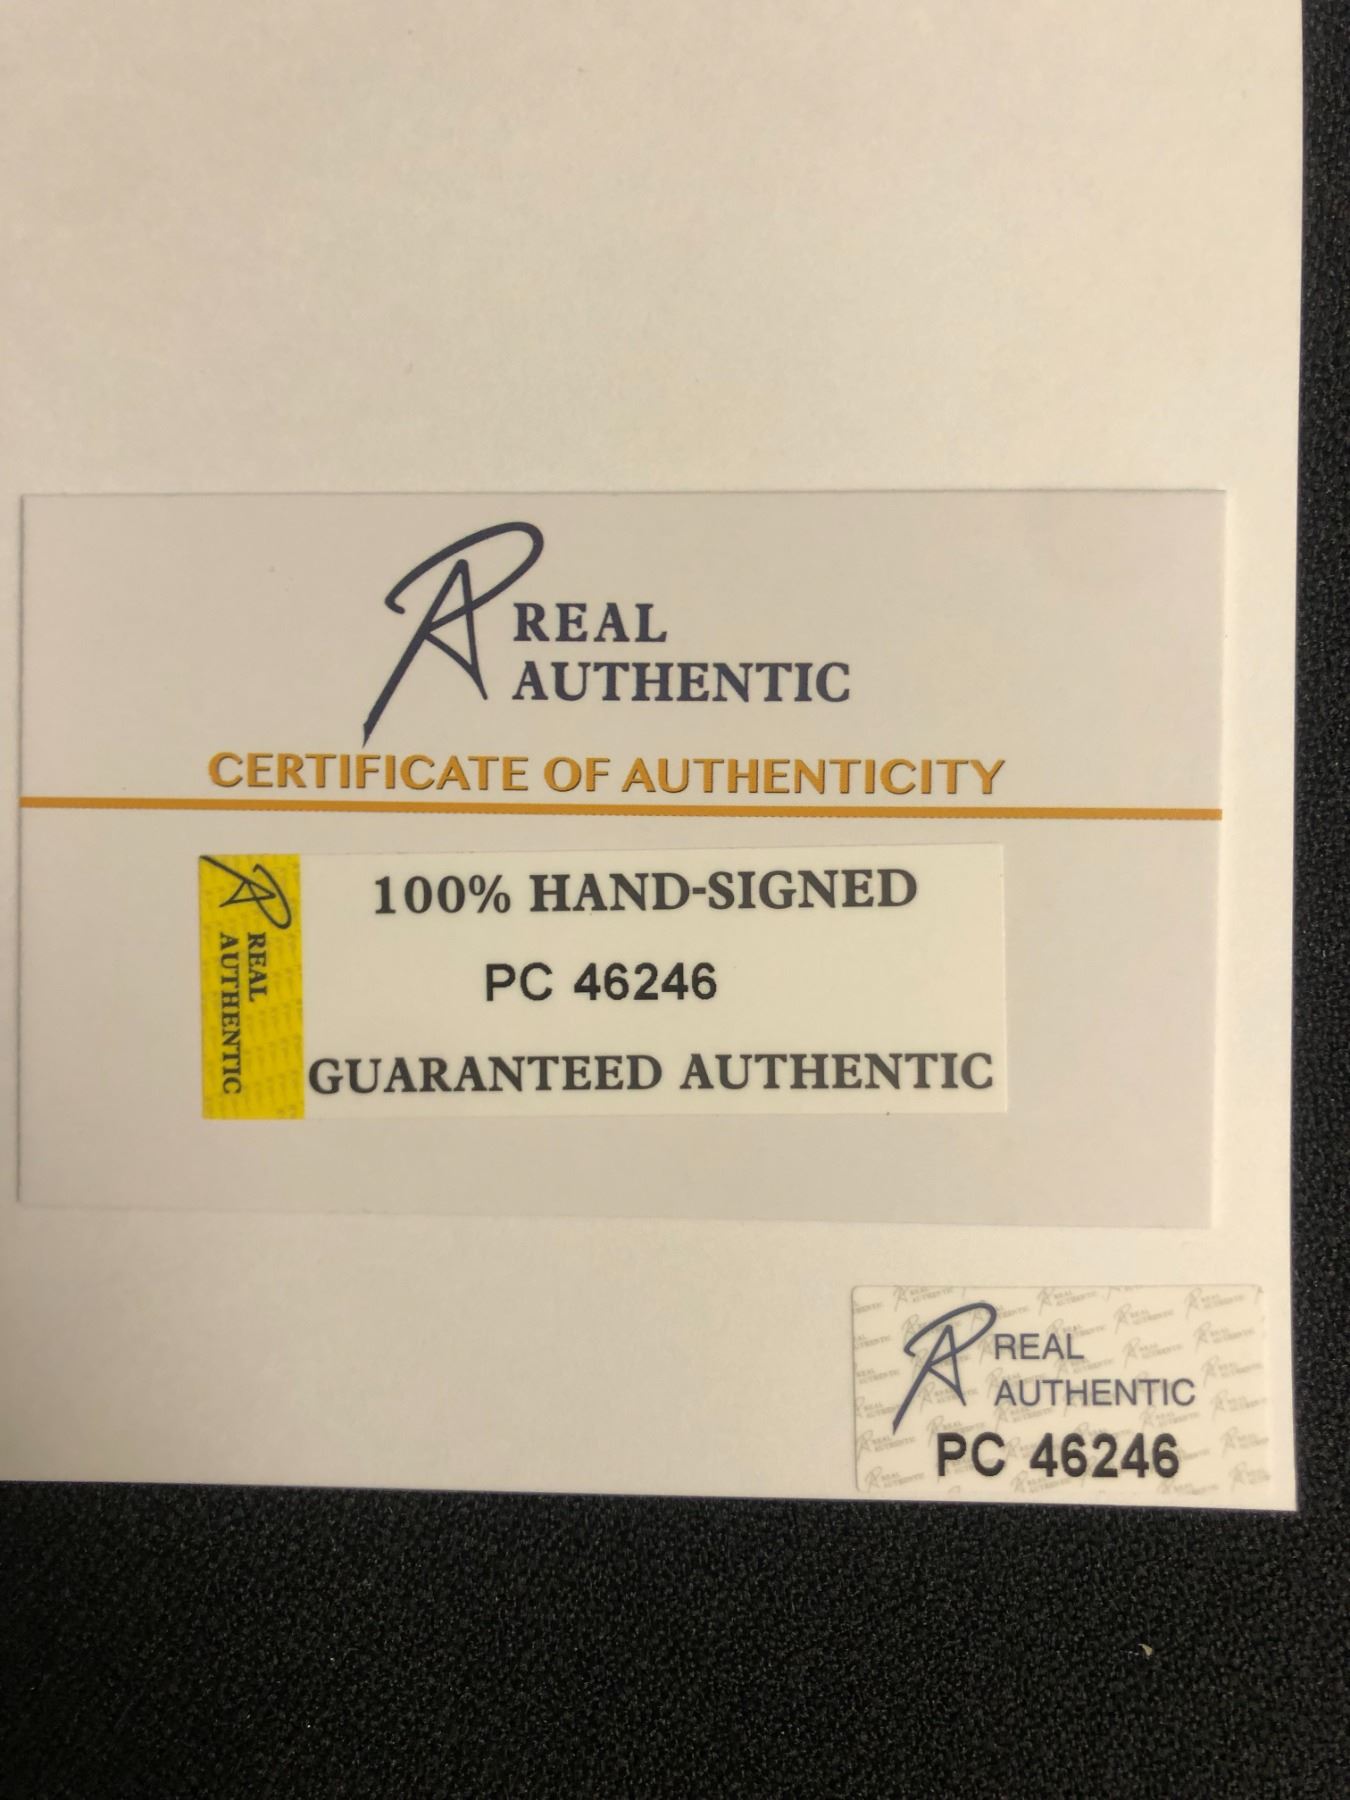 REAL
AUTHENTIC
CERTIFICATE OF AUTHENTICITY
REAL
AUTHENTIC
100% HAND-SIGNED
PC 46246
GUARANTEED AUTHENTIC
REAL
AUTHENTIC
PC 46246